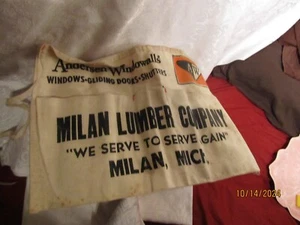 Andersen Windowalls
WINDOWS-GLIDING DOORS-SHUTTERS
MILAN LUMBER COMPANY
"WE SERVE TO SERVE GAIN"
MILAN, MICH.
10/14/2023